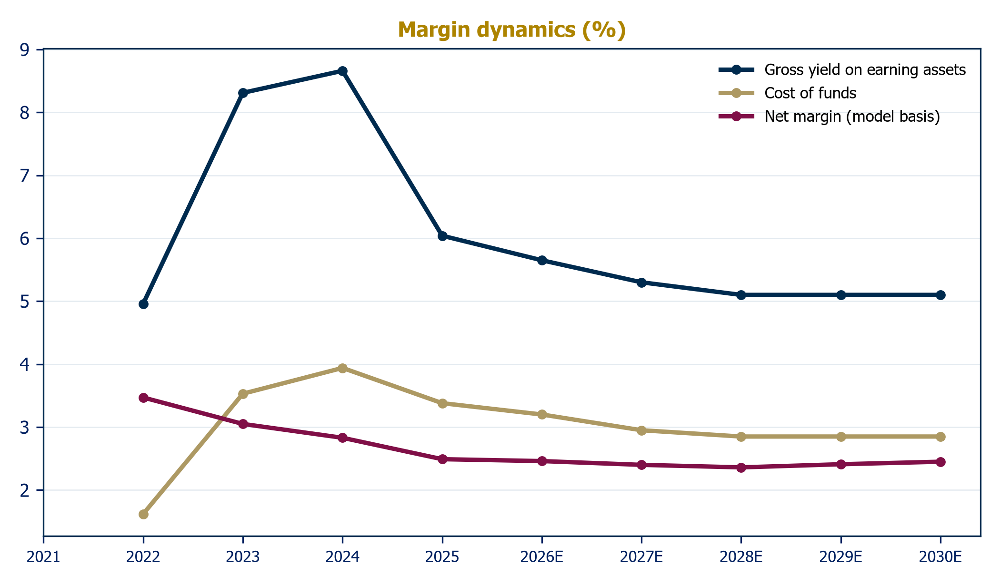 Margin dynamics (%)
9
8
7
6
5
4
3
2
Gross yield on earning assets
Cost of funds
Net margin (model basis)
2021 2022 2023 2024 2025 2026E 2027E 2028E 2029E 2030E